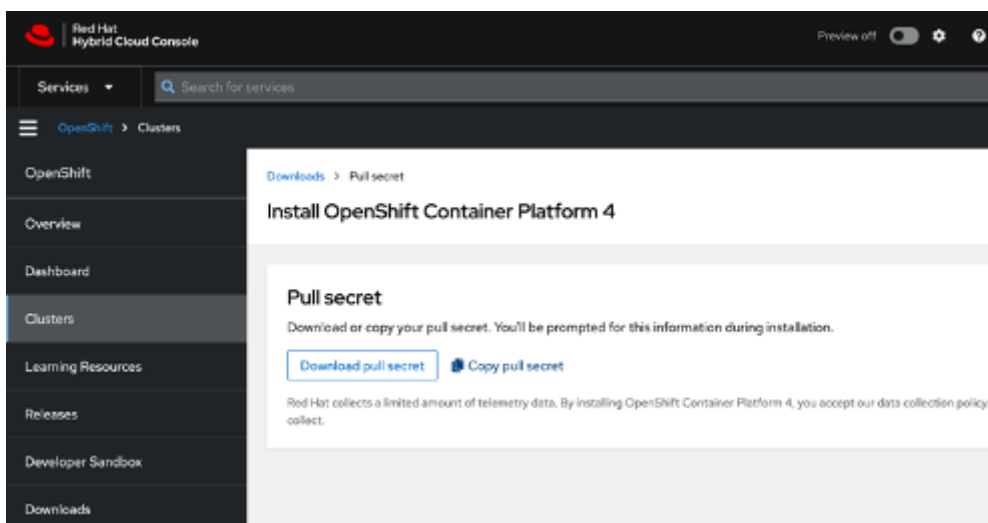 Red Hat
Hybrid Cloud Console
Preview off
Services
Search for services
OpenShift > Clusters
OpenShift
Overview
Dashboard
Clusters
Learning Resources
Releases
Developer Sandbox
Downloads
Downloads > Pull secret
Install OpenShift Container Platform 4
Pull secret
Download or copy your pull secret. You'll be prompted for this information during installation.
Download pull secret
Copy pull secret
Red Hat collects a limited amount of telemetry data. By installing OpenShift Container Platform 4, you accept our data collection policy.
collect.